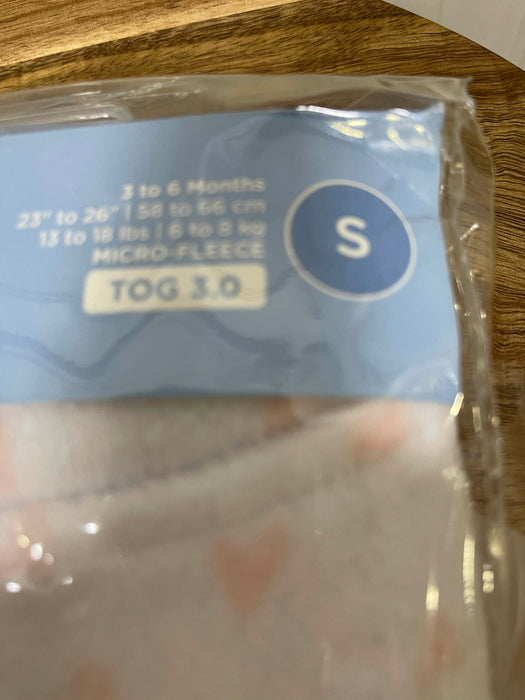 3 to 6 Months
23" to 26" | 58 to 66 cm
13 to 18 lbs | 6 to 8 kg
MICRO-FLEECE
TOG 3.0
S